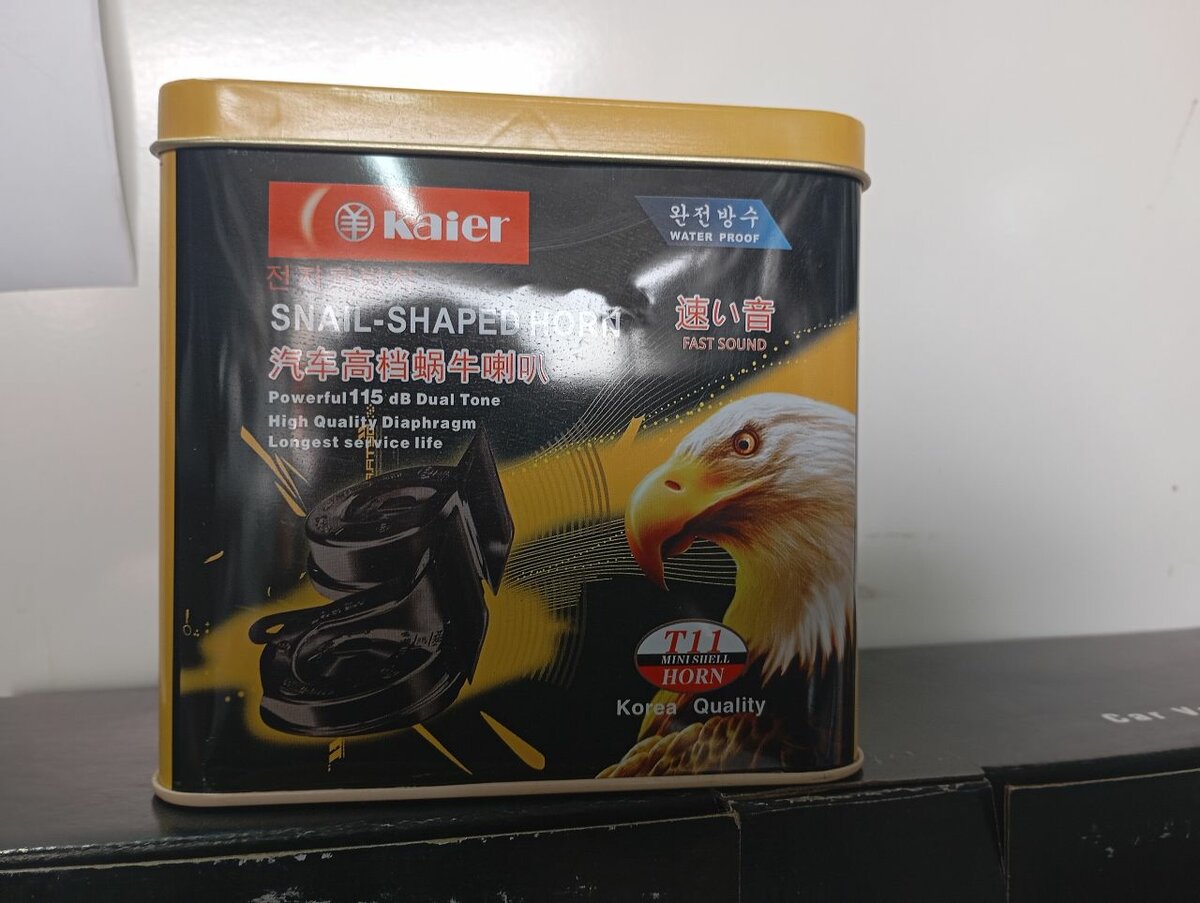 kaier
완전방수
WATER PROOF
SNAIL-SHAPED HORN
速い音
FAST SOUND
汽车高档蜗牛喇叭
Powerful 115 dB Dual Tone
High Quality Diaphragm
Longest service life
T11
MINI SHELL
HORN
Korea Quality
Car